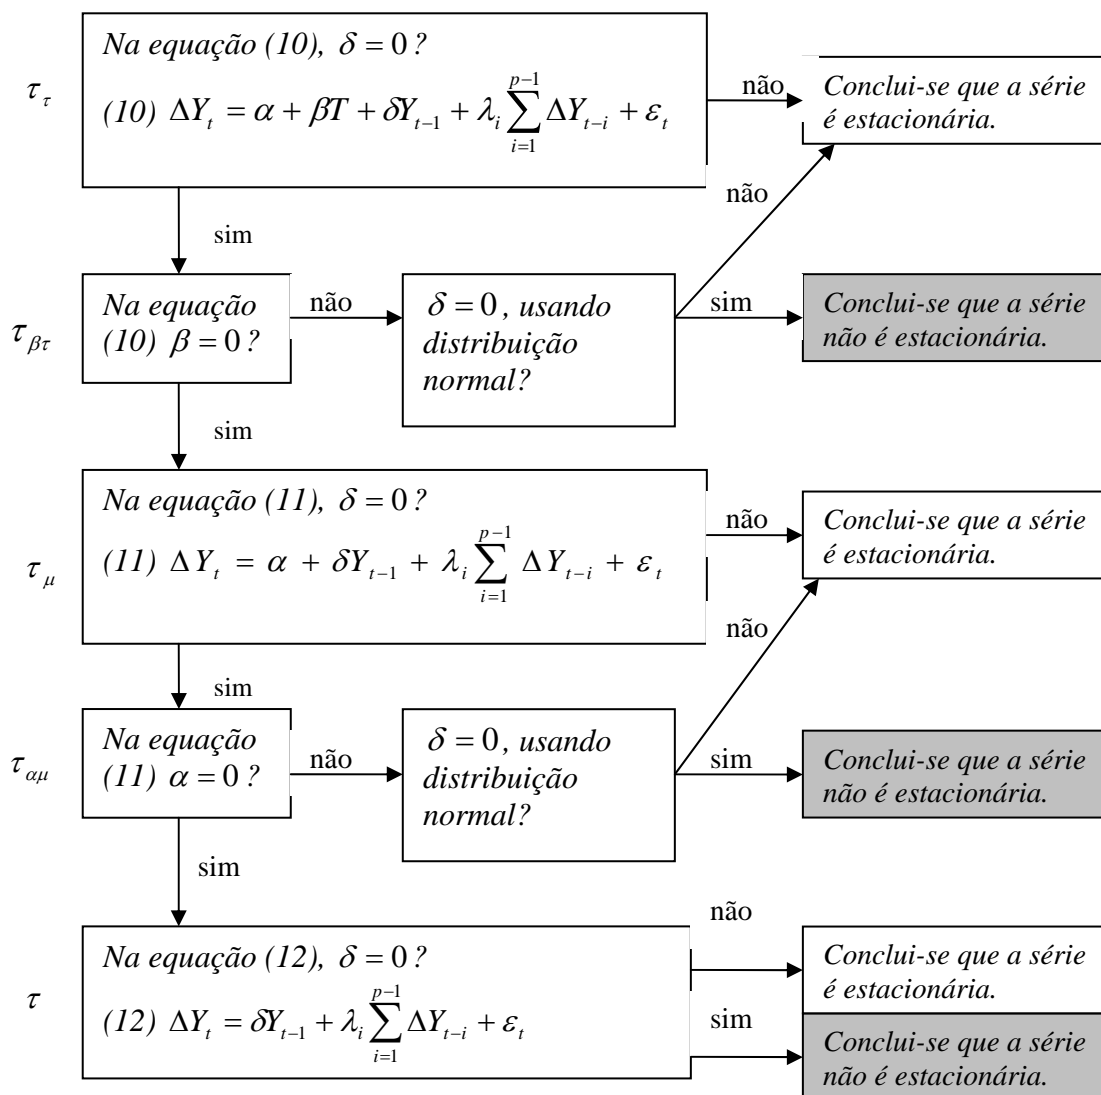 τ_τ
Na equação (10), δ = 0 ?
(10) ΔY_t = α + βT + δY_{t-1} + λ_i ∑_{i=1}^{p-1} ΔY_{t-i} + ε_t
não
Conclui-se que a série
é estacionária.
não
sim
τ_{βτ}
Na equação
(10) β = 0 ?
não
δ = 0 , usando
distribuição
normal?
sim
Conclui-se que a série
não é estacionária.
sim
τ_μ
Na equação (11), δ = 0 ?
(11) ΔY_t = α + δY_{t-1} + λ_i ∑_{i=1}^{p-1} ΔY_{t-i} + ε_t
não
Conclui-se que a série
é estacionária.
não
sim
τ_{αμ}
Na equação
(11) α = 0 ?
não
δ = 0 , usando
distribuição
normal?
sim
Conclui-se que a série
não é estacionária.
sim
τ
Na equação (12), δ = 0 ?
(12) ΔY_t = δY_{t-1} + λ_i ∑_{i=1}^{p-1} ΔY_{t-i} + ε_t
não
Conclui-se que a série
é estacionária.
sim
Conclui-se que a série
não é estacionária.